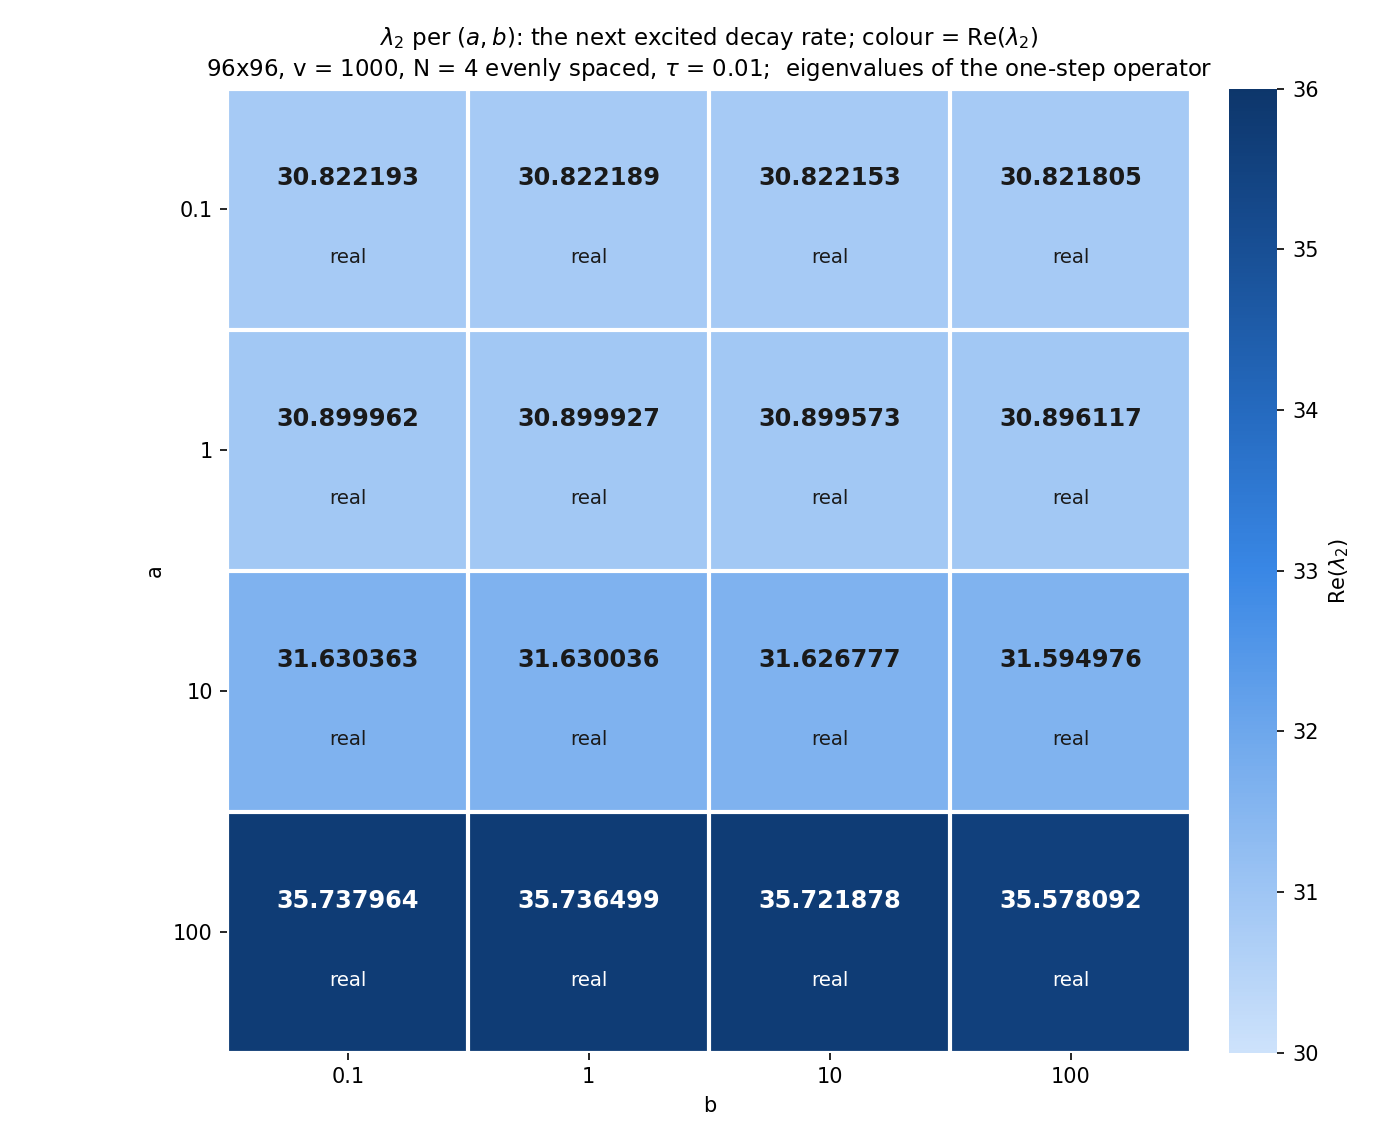 λ₂ per (a, b): the next excited decay rate; colour = Re(λ₂)
96x96, v = 1000, N = 4 evenly spaced, τ = 0.01;  eigenvalues of the one-step operator
36
35
34
33
32
31
30
Re(λ₂)
a
0.1
30.822193 30.822189 30.822153 30.821805
real real real real
1
30.899962 30.899927 30.899573 30.896117
real real real real
10
31.630363 31.630036 31.626777 31.594976
real real real real
100
35.737964 35.736499 35.721878 35.578092
real real real real
0.1 1 10 100
b